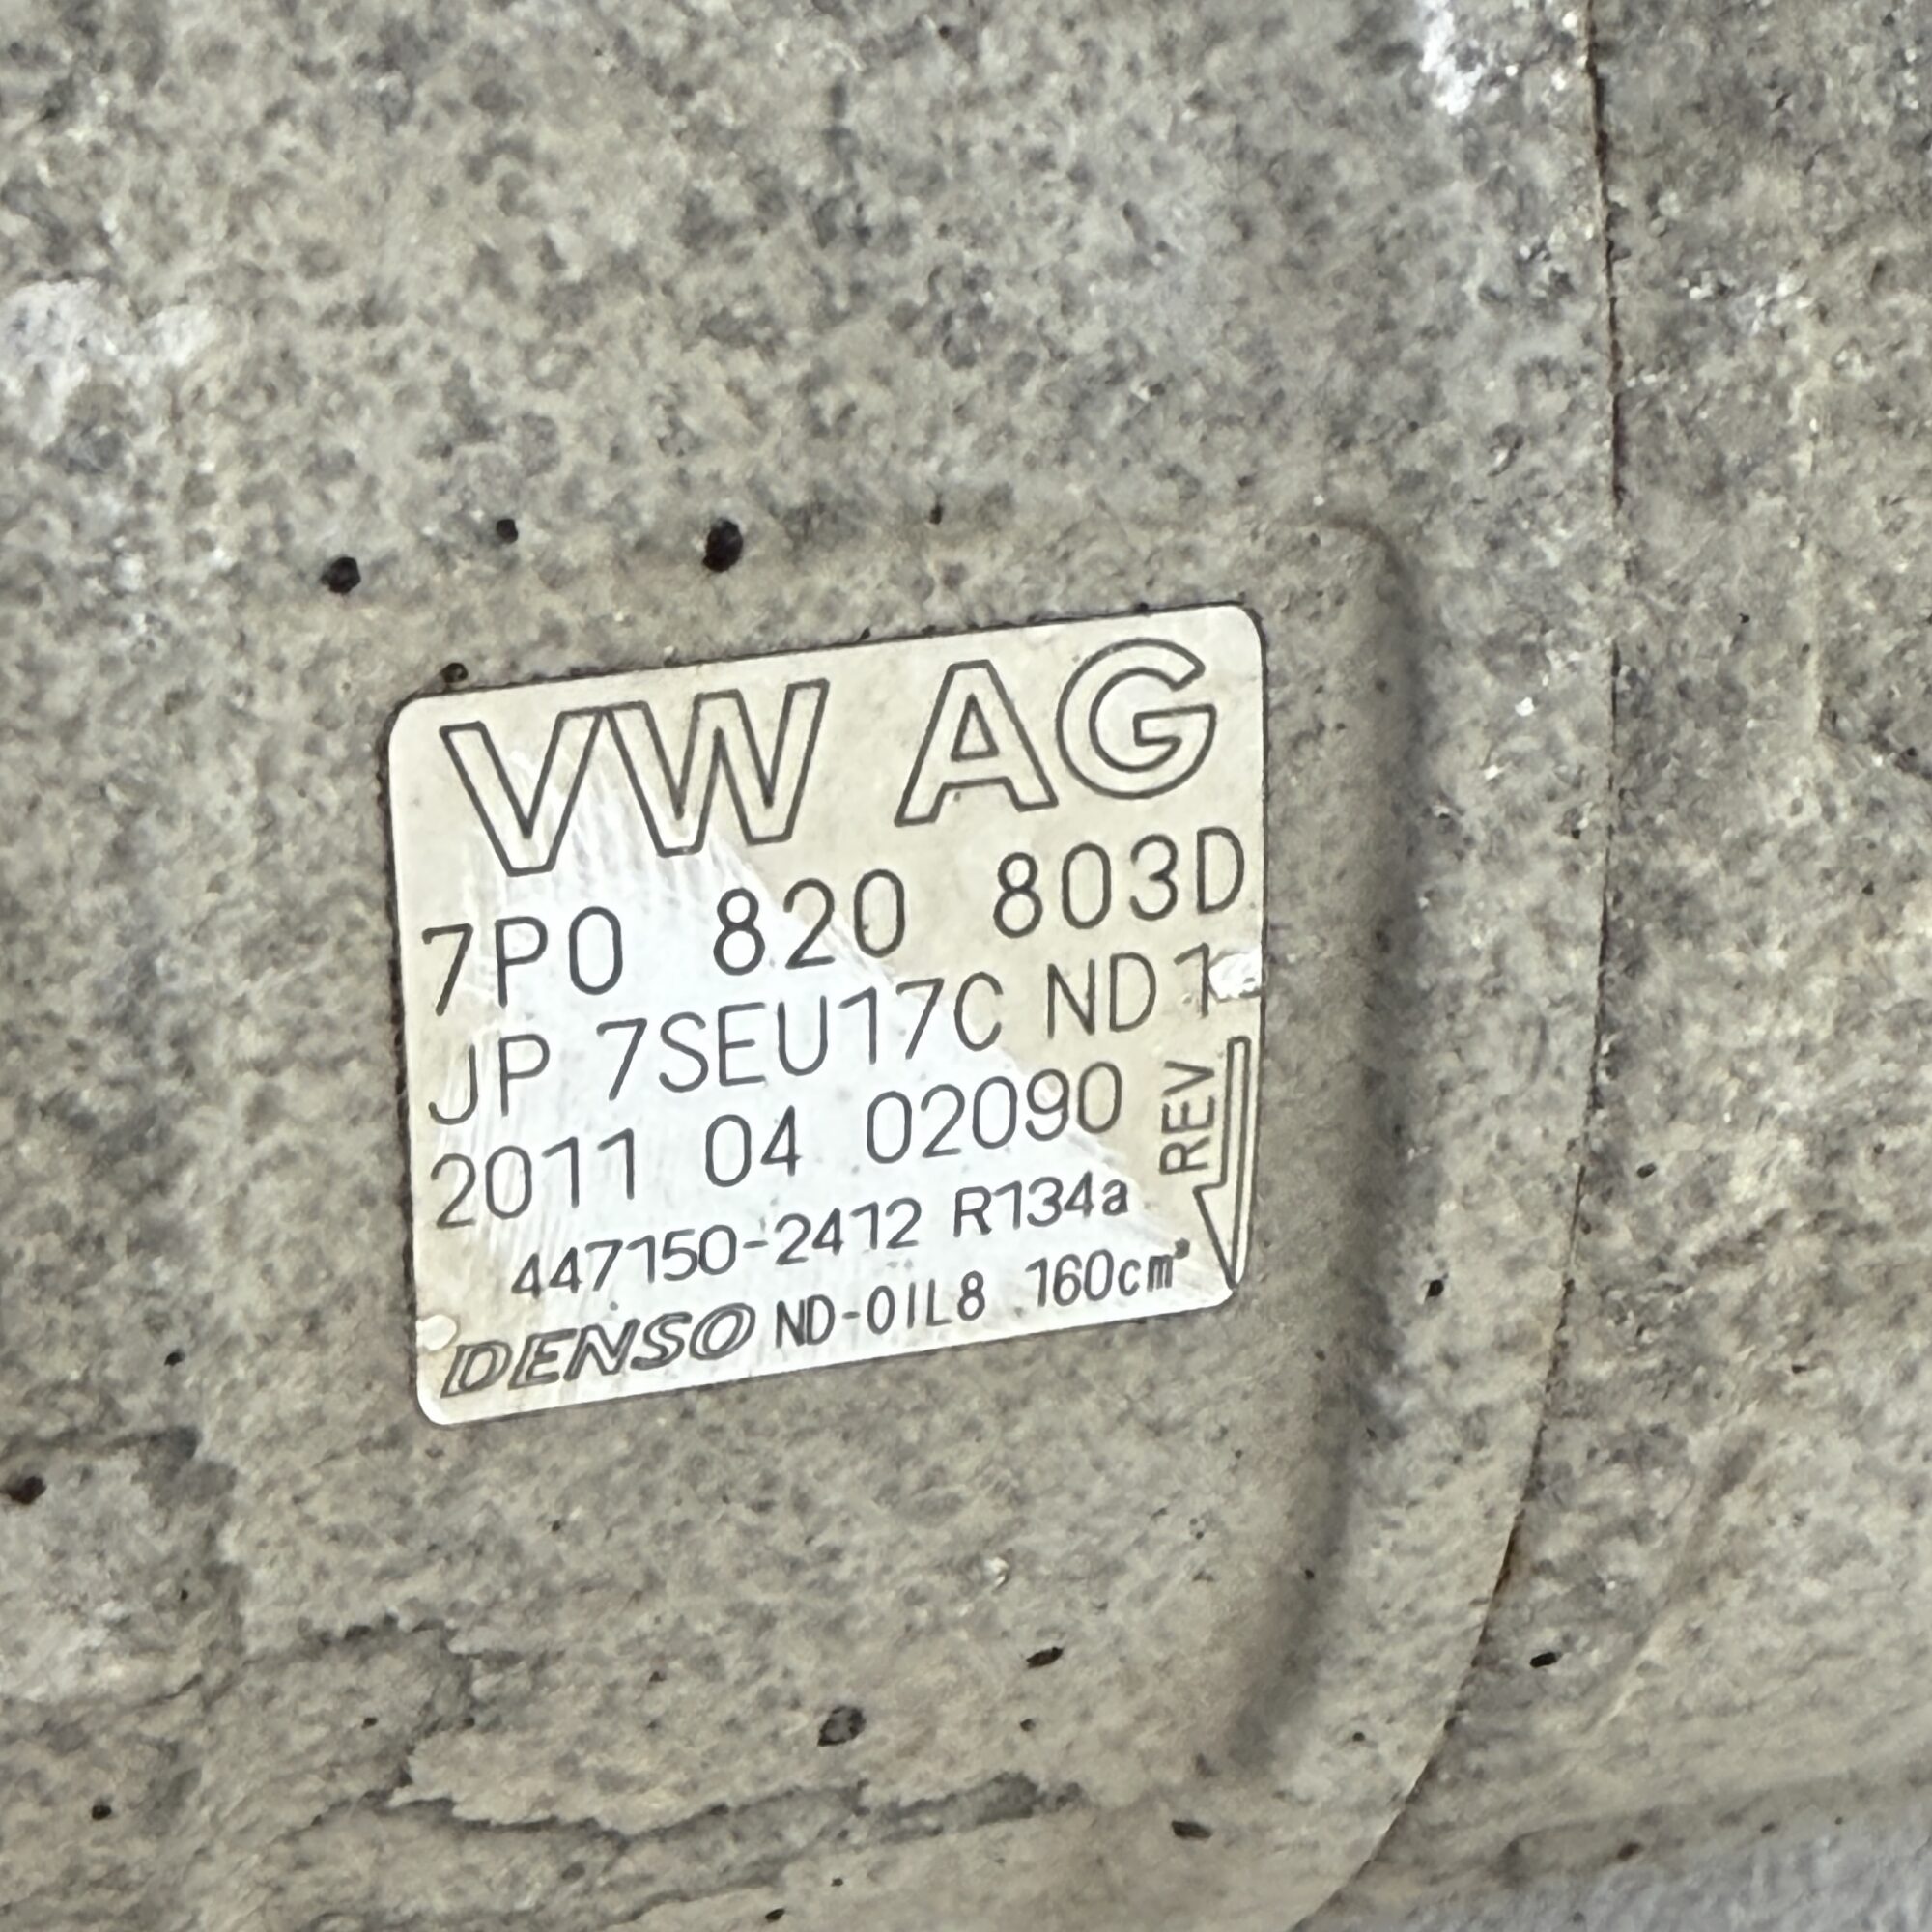 VW AG
7P0 820 803D
JP 7SEU17C ND1
2011 04 02090
REV
447150-2412 R134a
DENSO ND-OIL8 160cm³